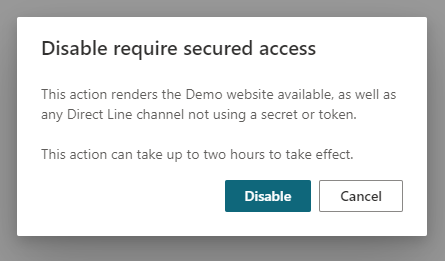 Disable require secured access
This action renders the Demo website available, as well as
any Direct Line channel not using a secret or token.
This action can take up to two hours to take effect.
Disable
Cancel